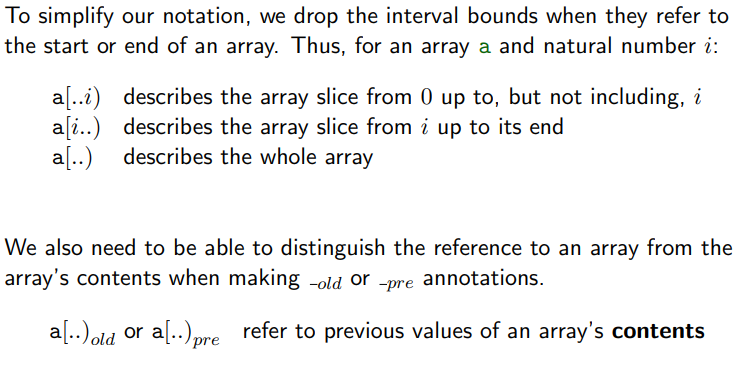 To simplify our notation, we drop the interval bounds when they refer to
the start or end of an array. Thus, for an array a and natural number i:
a[..i) describes the array slice from 0 up to, but not including, i
a[i..) describes the array slice from i up to its end
a[..) describes the whole array
We also need to be able to distinguish the reference to an array from the
array's contents when making _old or _pre annotations.
a[..)old or a[..)pre refer to previous values of an array's contents